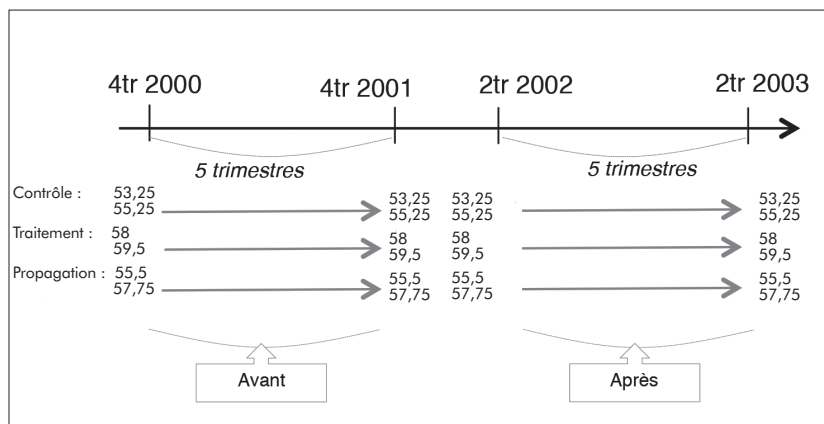 4tr 2000 4tr 2001 2tr 2002 2tr 2003
5 trimestres 5 trimestres
Contrôle : 53,25 53,25 53,25 53,25
55,25 55,25 55,25 55,25
Traitement : 58 58 58 58
59,5 59,5 59,5 59,5
Propagation : 55,5 55,5 55,5 55,5
57,75 57,75 57,75 57,75
Avant Après